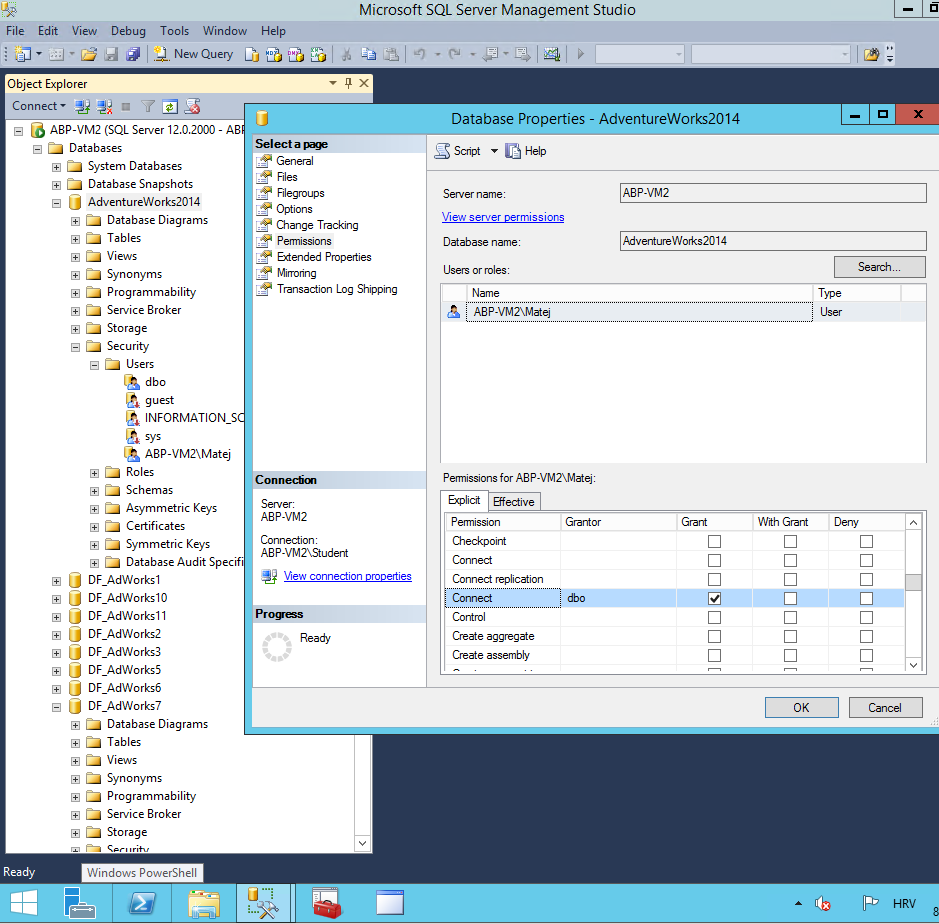 Microsoft SQL Server Management Studio
File Edit View Debug Tools Window Help
New Query
Object Explorer
Connect
ABP-VM2 (SQL Server 12.0.2000 - ABP
Databases
System Databases
Database Snapshots
AdventureWorks2014
Database Diagrams
Tables
Views
Synonyms
Programmability
Service Broker
Storage
Security
Users
dbo
guest
INFORMATION_SC
sys
ABP-VM2\Matej
Roles
Schemas
Asymmetric Keys
Certificates
Symmetric Keys
Database Audit Specifi
DF_AdWorks1
DF_AdWorks10
DF_AdWorks11
DF_AdWorks2
DF_AdWorks3
DF_AdWorks5
DF_AdWorks6
DF_AdWorks7
Database Diagrams
Tables
Views
Synonyms
Programmability
Service Broker
Storage
Security
Database Properties - AdventureWorks2014
Select a page
General
Files
Filegroups
Options
Change Tracking
Permissions
Extended Properties
Mirroring
Transaction Log Shipping
Connection
Server:
ABP-VM2
Connection:
ABP-VM2\Student
View connection properties
Progress
Ready
Script Help
Server name: ABP-VM2
View server permissions
Database name: AdventureWorks2014
Users or roles: Search...
Name Type
ABP-VM2\Matej User
Permissions for ABP-VM2\Matej:
Explicit Effective
Permission Grantor Grant With Grant Deny
Checkpoint
Connect
Connect replication
Connect dbo
Control
Create aggregate
Create assembly
OK Cancel
Ready
Windows PowerShell
HRV
8